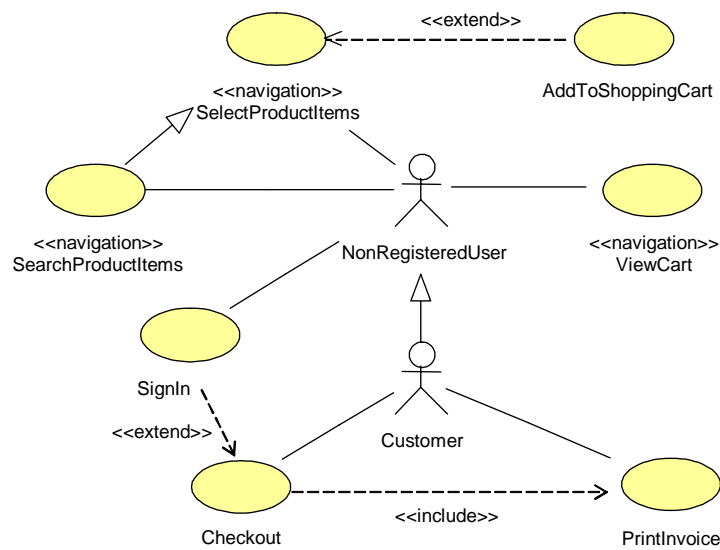 <<extend>>
AddToShoppingCart
<<navigation>>
SelectProductItems
<<navigation>>
SearchProductItems
NonRegisteredUser
<<navigation>>
ViewCart
SignIn
<<extend>>
Customer
<<include>>
Checkout
PrintInvoice